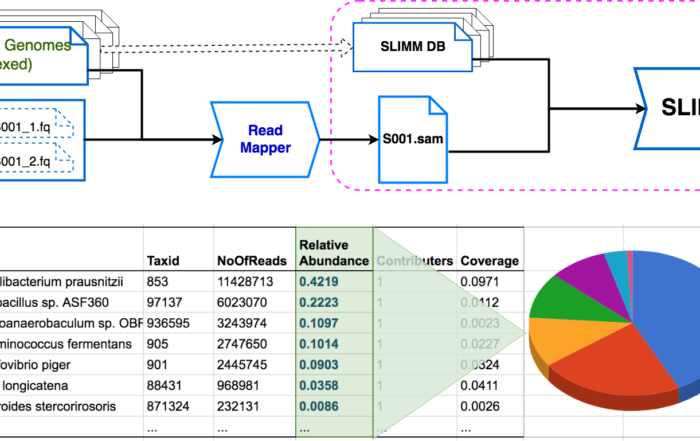 Genomes
exed)
SLIMM DB
S001_1.fq
S001_2.fq
Read
Mapper
S001.sam
SLI
Taxid NoOfReads Relative Abundance Contributers Coverage
libacterium prausnitzii 853 11428713 0.4219 1 0.0971
bacillus sp. ASF360 97137 6023070 0.2223 1 0.0112
oanaerobaculum sp. OBF 936595 3243974 0.1097 1 0.0023
minococcus fermentans 905 2747650 0.1014 1 0.0227
fovibrio piger 901 2445745 0.0903 1 0.0324
longicatena 88431 968981 0.0358 1 0.0411
roides stercorirosoris 871324 232131 0.0086 1 0.0026
... ... ... ... ...